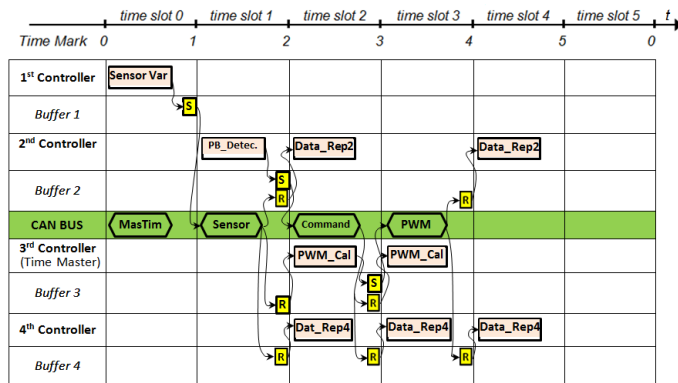 time slot 0 time slot 1 time slot 2 time slot 3 time slot 4 time slot 5 t
Time Mark 0 1 2 3 4 5 0
1st Controller Sensor Var
Buffer 1 S
2nd Controller PB_Detec. Data_Rep2 Data_Rep2
S
Buffer 2 R R
CAN BUS MasTim Sensor Command PWM
3rd Controller
(Time Master) PWM_Cal PWM_Cal
S
Buffer 3 R R
4th Controller Dat_Rep4 Data_Rep4 Data_Rep4
Buffer 4 R R R